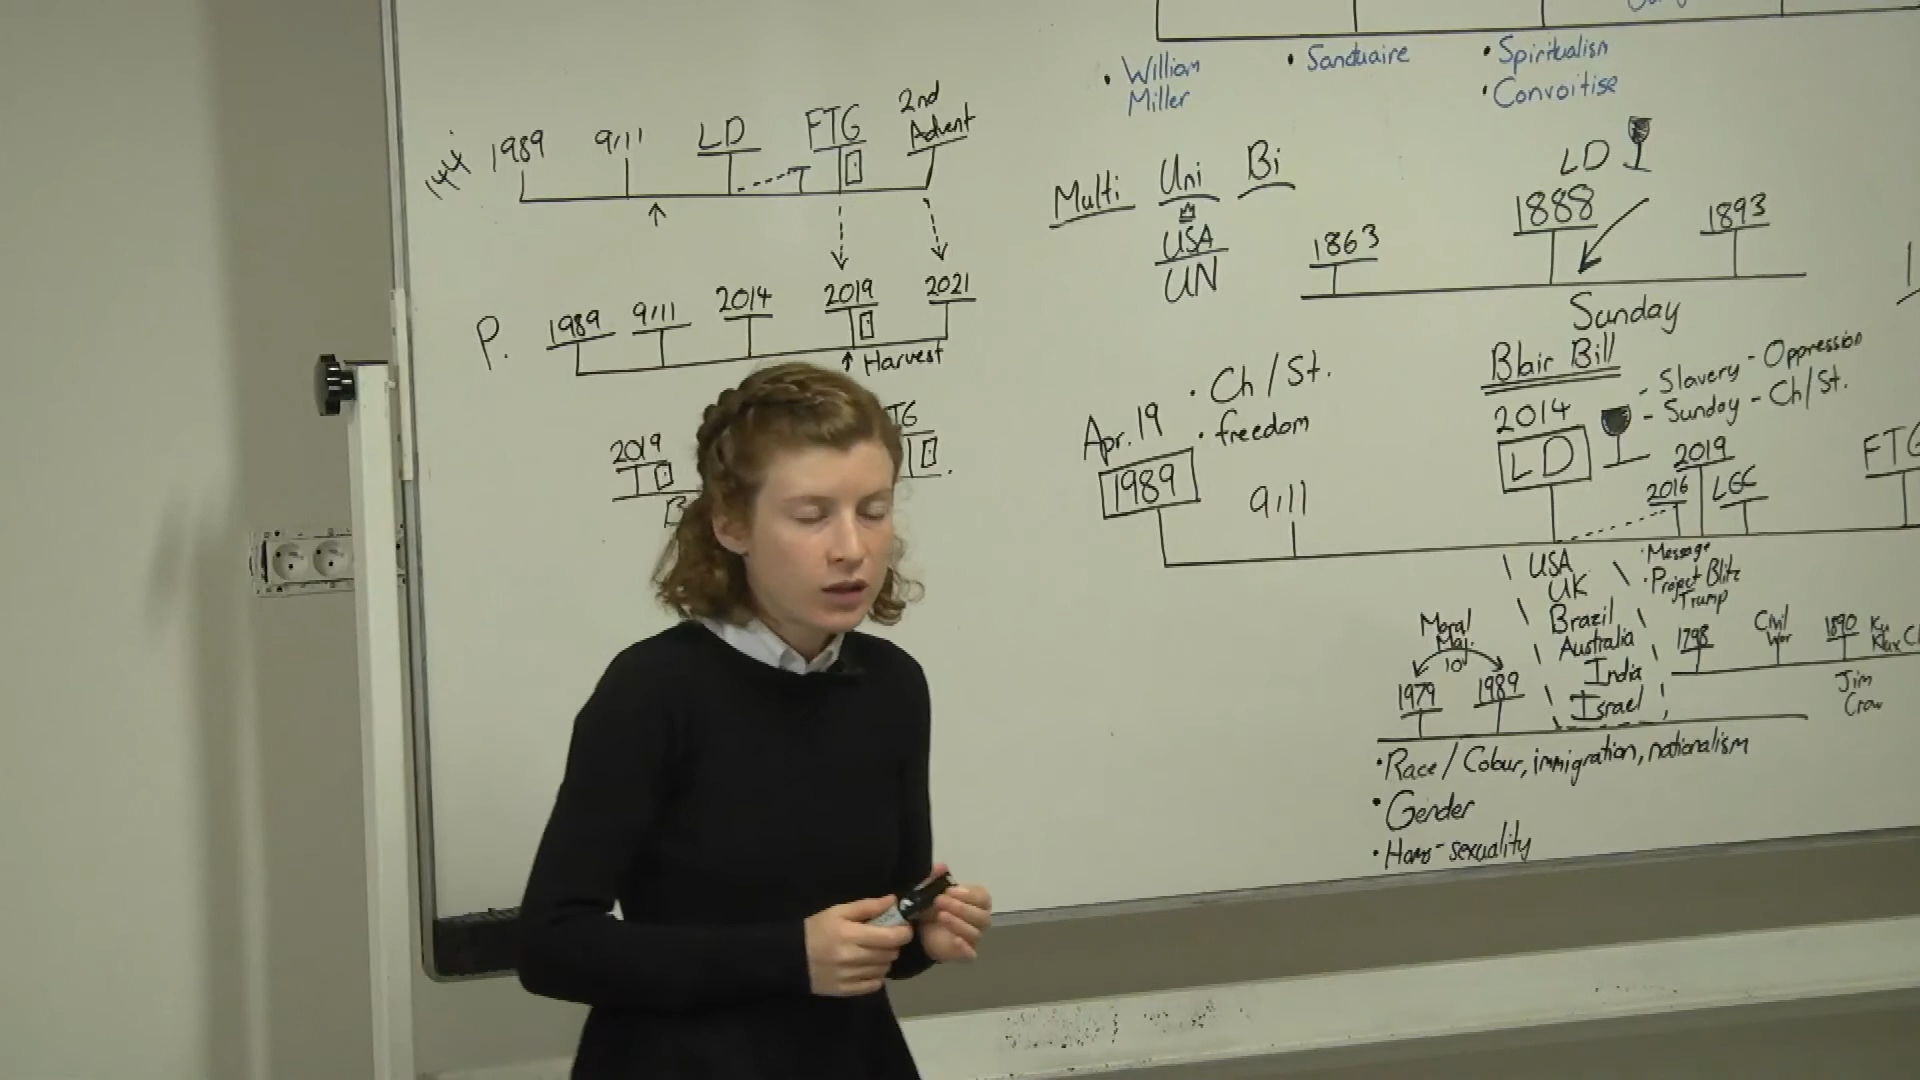 • William
Miller
• Sanctuaire
• Spiritualism
• Convoitise
144
1989 9/11 LD FTG 2nd
Advent
P. 1989 9/11 2014 2019 2021
Harvest
2019
Multi Uni Bi
USA
UN
LD
1863 1888 1893
Sunday
Blair Bill
- Slavery - Oppression
- Sunday - Ch/St.
Apr. 19
• Ch/St.
• freedom
1989 9/11
2014
LD
2019
2016 LGC
FTG
USA
UK
Brazil
Australia
India
Israel
• Message
• Project Blitz
Trump
1798 Civil
War
1890 Ku
Klux
Jim
Crow
Moral
Maj.
10
1979 1989
• Race/Colour, immigration, nationalism
• Gender
• Homo-sexuality